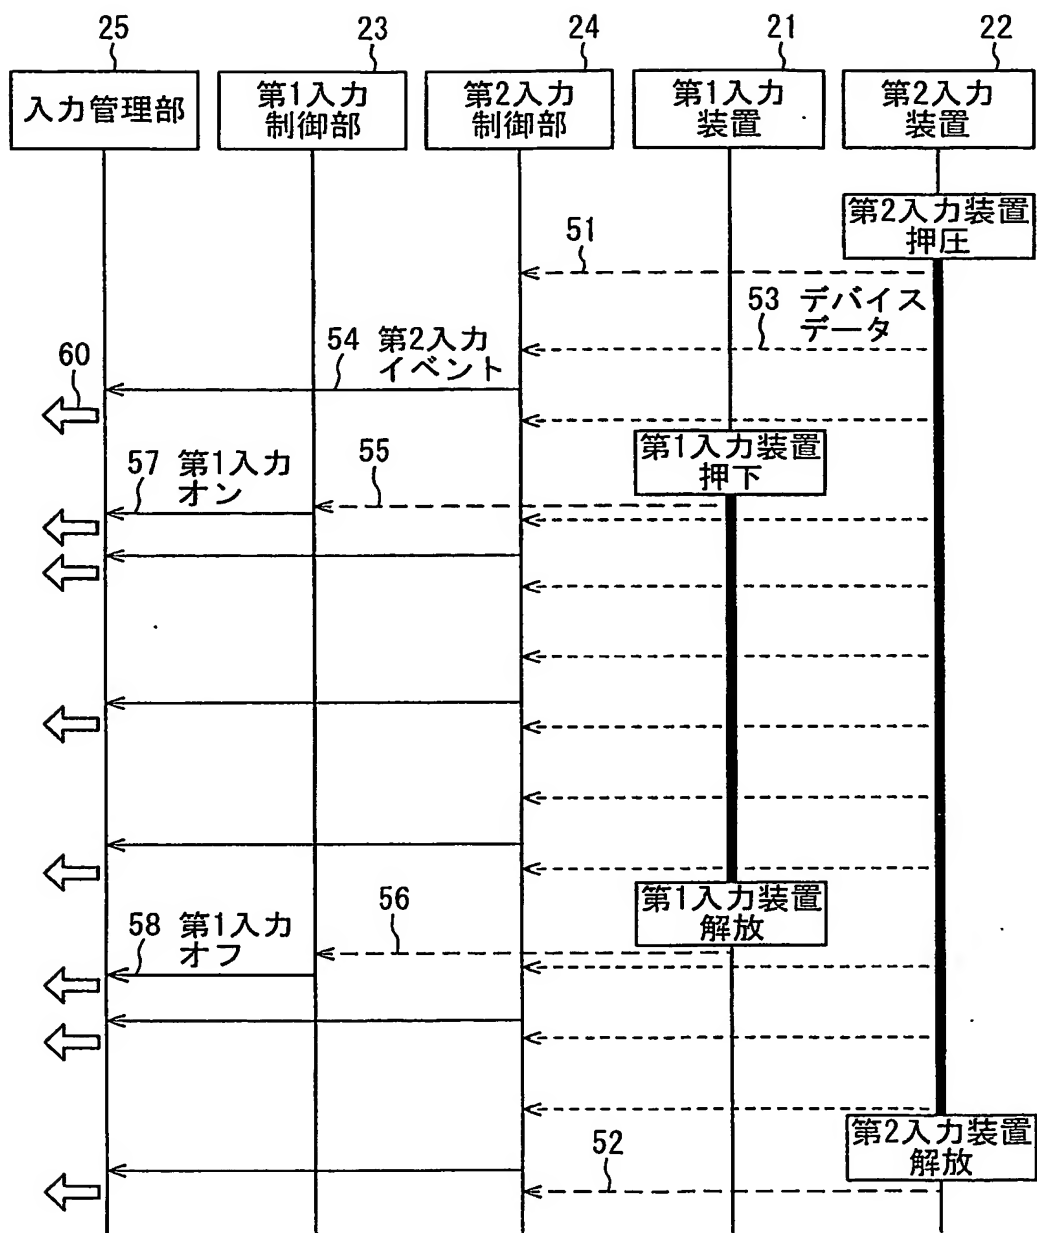 25
23
24
21
22
入力管理部
第1入力
制御部
第2入力
制御部
第1入力
装置
第2入力
装置
第2入力装置
押圧
51
53 デバイス
データ
54 第2入力
イベント
60
第1入力装置
押下
55
57 第1入力
オン
第1入力装置
解放
56
58 第1入力
オフ
第2入力装置
解放
52